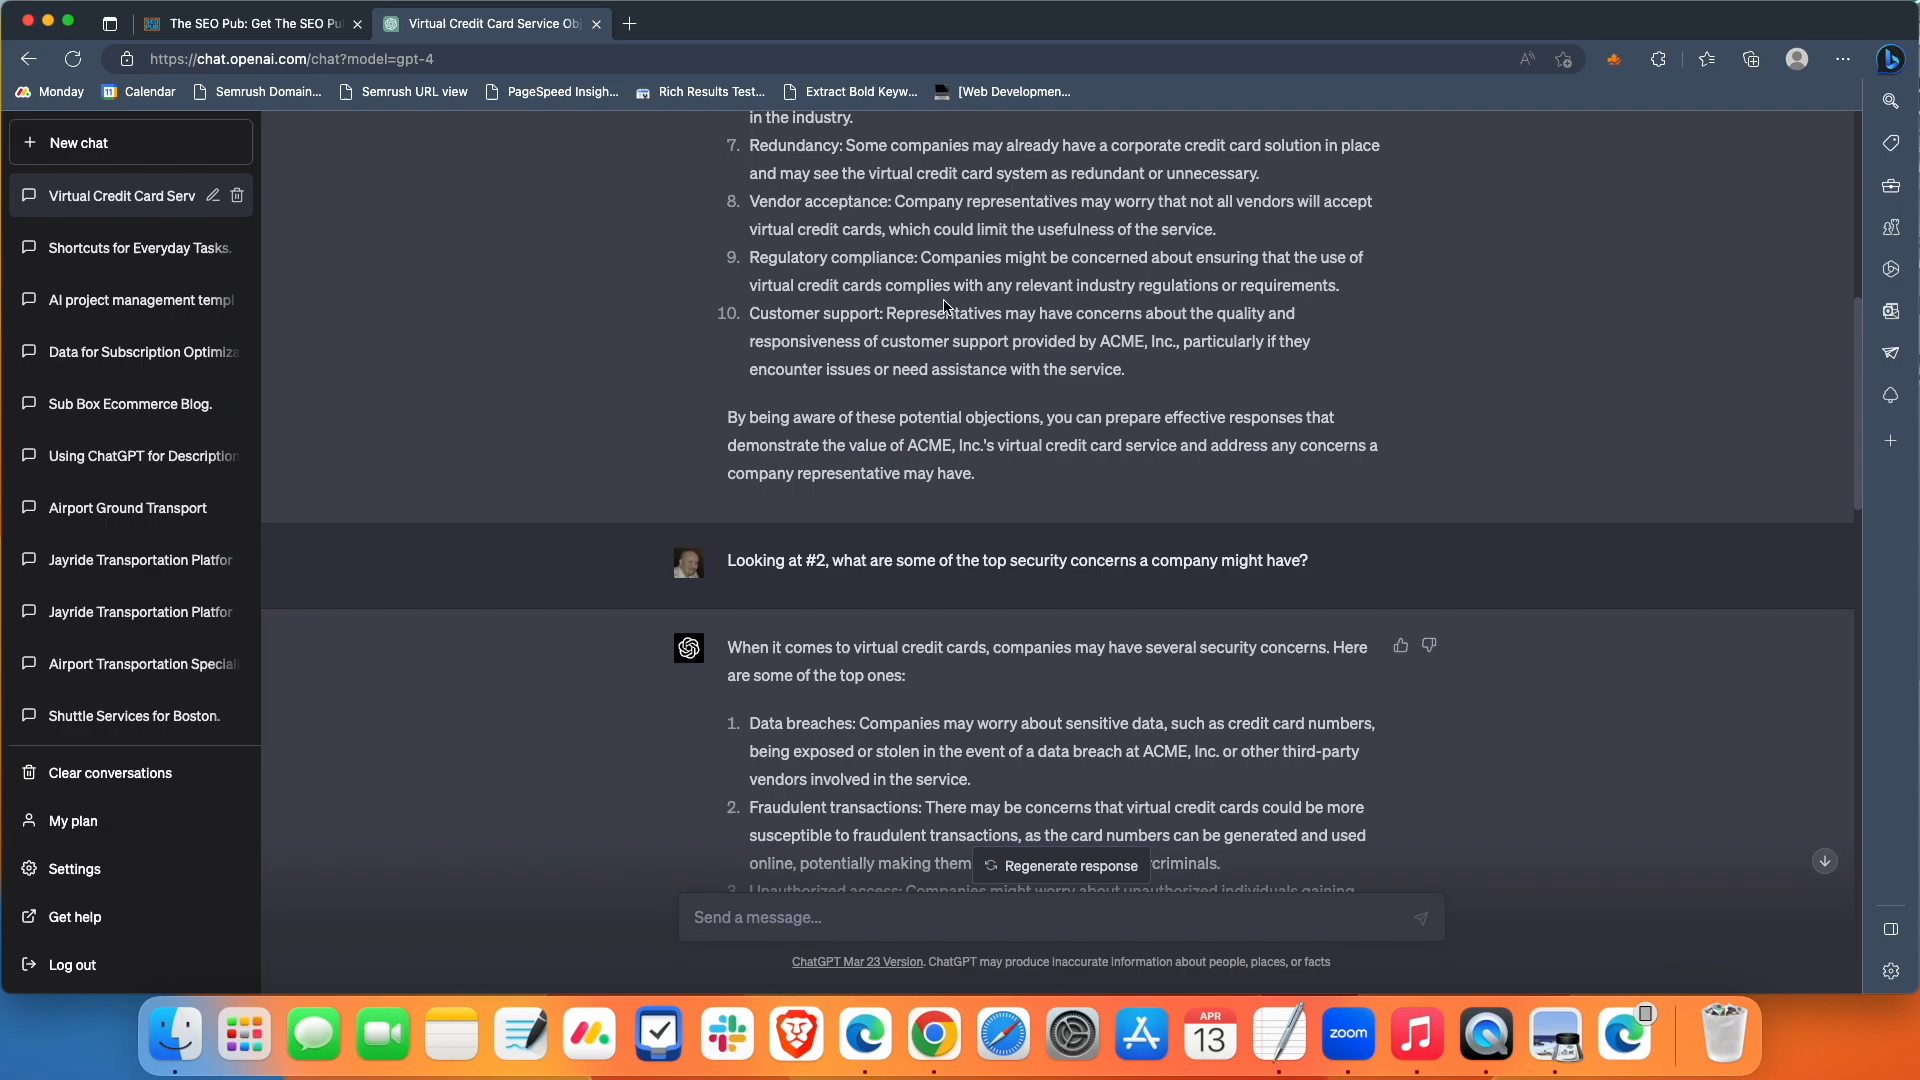 The SEO Pub: Get The SEO Pu
Virtual Credit Card Service Obj
https://chat.openai.com/chat?model=gpt-4
Monday
Calendar
Semrush Domain...
Semrush URL view
PageSpeed Insigh...
Rich Results Test...
Extract Bold Keyw...
[Web Developmen...
New chat
Virtual Credit Card Serv
Shortcuts for Everyday Tasks.
AI project management templ
Data for Subscription Optimiza
Sub Box Ecommerce Blog.
Using ChatGPT for Description
Airport Ground Transport
Jayride Transportation Platfor
Jayride Transportation Platfor
Airport Transportation Speciali
Shuttle Services for Boston.
Clear conversations
My plan
Settings
Get help
Log out
in the industry.
7. Redundancy: Some companies may already have a corporate credit card solution in place
and may see the virtual credit card system as redundant or unnecessary.
8. Vendor acceptance: Company representatives may worry that not all vendors will accept
virtual credit cards, which could limit the usefulness of the service.
9. Regulatory compliance: Companies might be concerned about ensuring that the use of
virtual credit cards complies with any relevant industry regulations or requirements.
10. Customer support: Representatives may have concerns about the quality and
responsiveness of customer support provided by ACME, Inc., particularly if they
encounter issues or need assistance with the service.
By being aware of these potential objections, you can prepare effective responses that
demonstrate the value of ACME, Inc.'s virtual credit card service and address any concerns a
company representative may have.
Looking at #2, what are some of the top security concerns a company might have?
When it comes to virtual credit cards, companies may have several security concerns. Here
are some of the top ones:
1. Data breaches: Companies may worry about sensitive data, such as credit card numbers,
being exposed or stolen in the event of a data breach at ACME, Inc. or other third-party
vendors involved in the service.
2. Fraudulent transactions: There may be concerns that virtual credit cards could be more
susceptible to fraudulent transactions, as the card numbers can be generated and used
online, potentially making them
rcriminals.
3. Unauthorized access: Companies might worry about unauthorized individuals gaining
Regenerate response
Send a message...
ChatGPT Mar 23 Version. ChatGPT may produce inaccurate information about people, places, or facts
APR
13
zoom